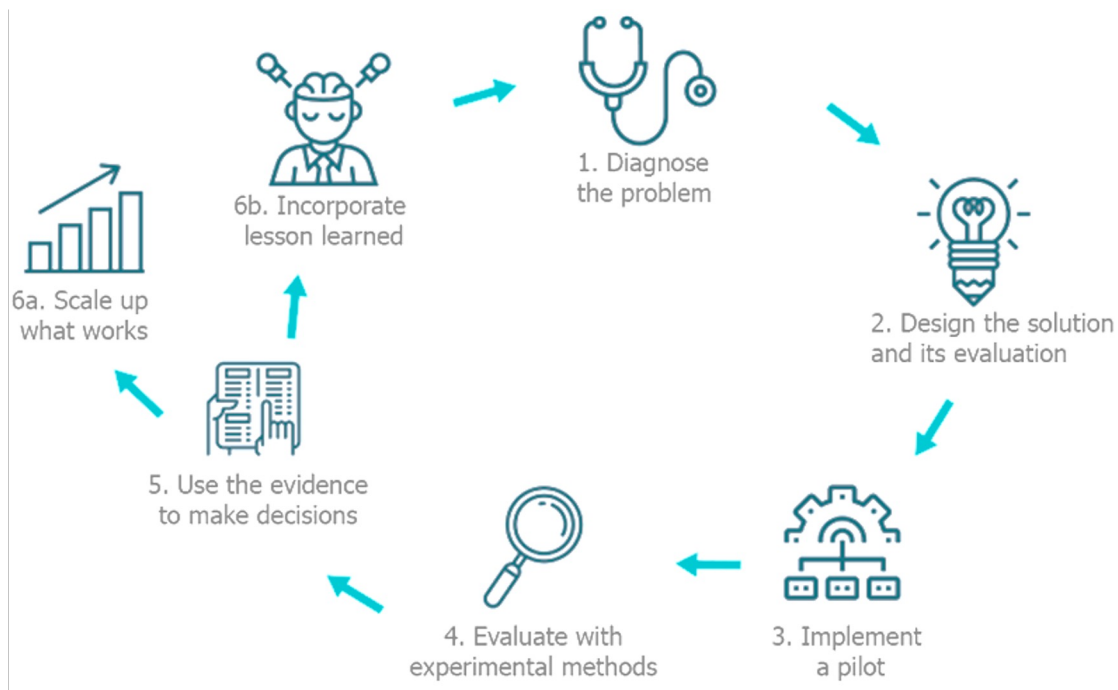 1. Diagnose
the problem
2. Design the solution
and its evaluation
3. Implement
a pilot
4. Evaluate with
experimental methods
5. Use the evidence
to make decisions
6a. Scale up
what works
6b. Incorporate
lesson learned